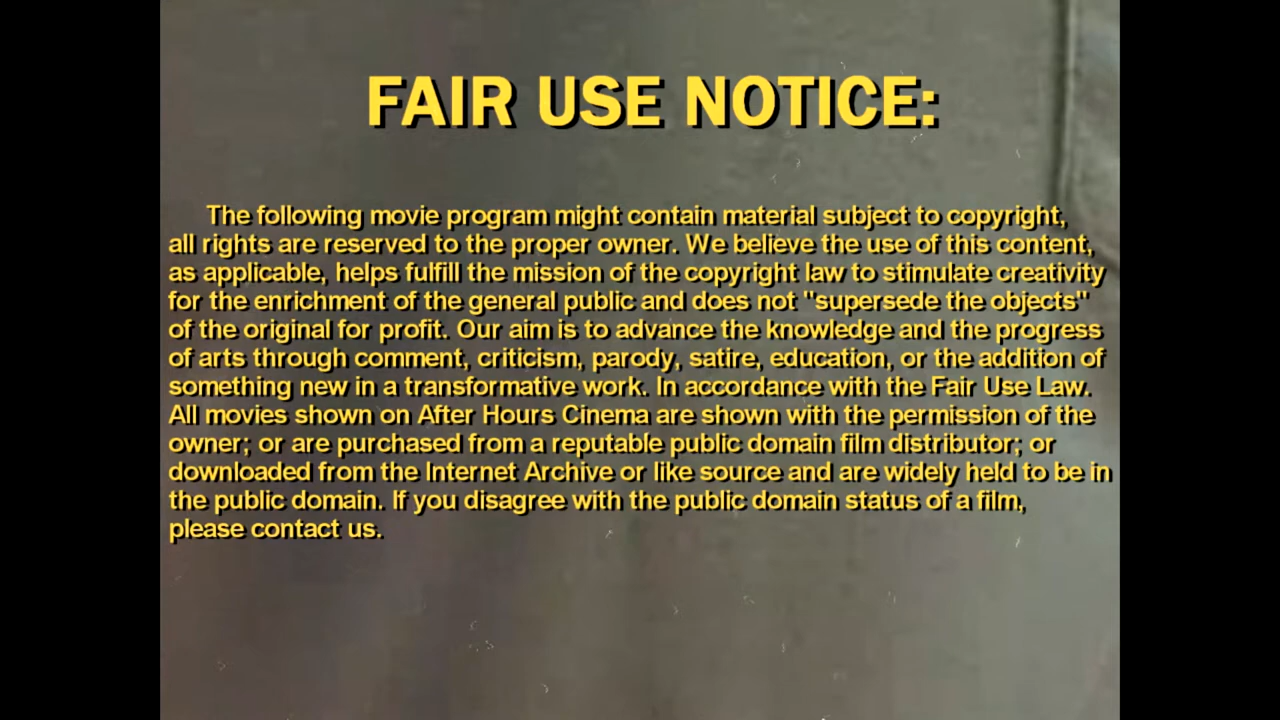 FAIR USE NOTICE:
The following movie program might contain material subject to copyright,
all rights are reserved to the proper owner. We believe the use of this content,
as applicable, helps fulfill the mission of the copyright law to stimulate creativity
for the enrichment of the general public and does not "supersede the objects"
of the original for profit. Our aim is to advance the knowledge and the progress
of arts through comment, criticism, parody, satire, education, or the addition of
something new in a transformative work. In accordance with the Fair Use Law.
All movies shown on After Hours Cinema are shown with the permission of the
owner; or are purchased from a reputable public domain film distributor; or
downloaded from the Internet Archive or like source and are widely held to be in
the public domain. If you disagree with the public domain status of a film,
please contact us.